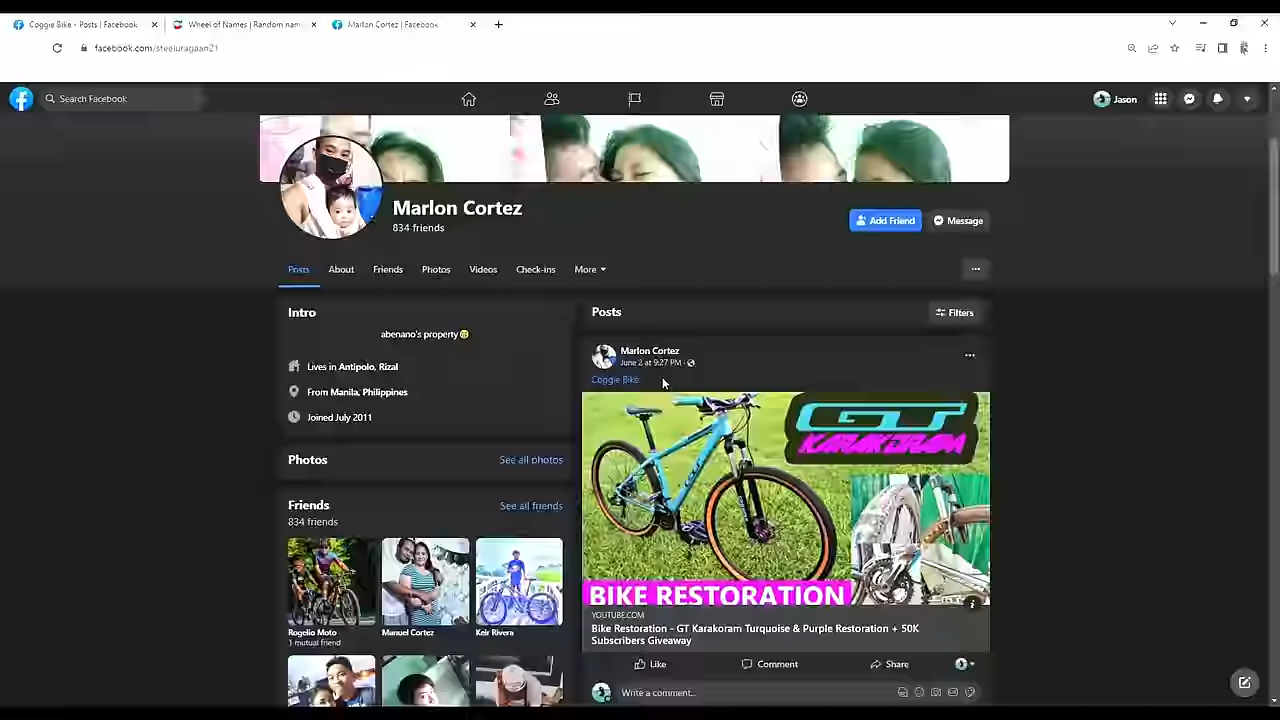 Coggie Bike - Posts | Facebook
Wheel of Names | Random nam
Marlon Cortez | Facebook
facebook.com/steeluragaan21
Search Facebook
Jason
Marlon Cortez
834 friends
Add Friend
Message
Posts
About
Friends
Photos
Videos
Check-ins
More
Intro
abenano's property
Lives in Antipolo, Rizal
From Manila, Philippines
Joined July 2011
Photos
See all photos
Friends
See all friends
834 friends
Rogelio Moto
1 mutual friend
Manuel Cortez
Keir Rivera
Posts
Filters
Marlon Cortez
June 2 at 9:27 PM ·
Coggie Bike
GT
KARAKORAM
BIKE RESTORATION
YOUTUBE.COM
Bike Restoration - GT Karakoram Turquoise & Purple Restoration + 50K
Subscribers Giveaway
Like
Comment
Share
Write a comment...